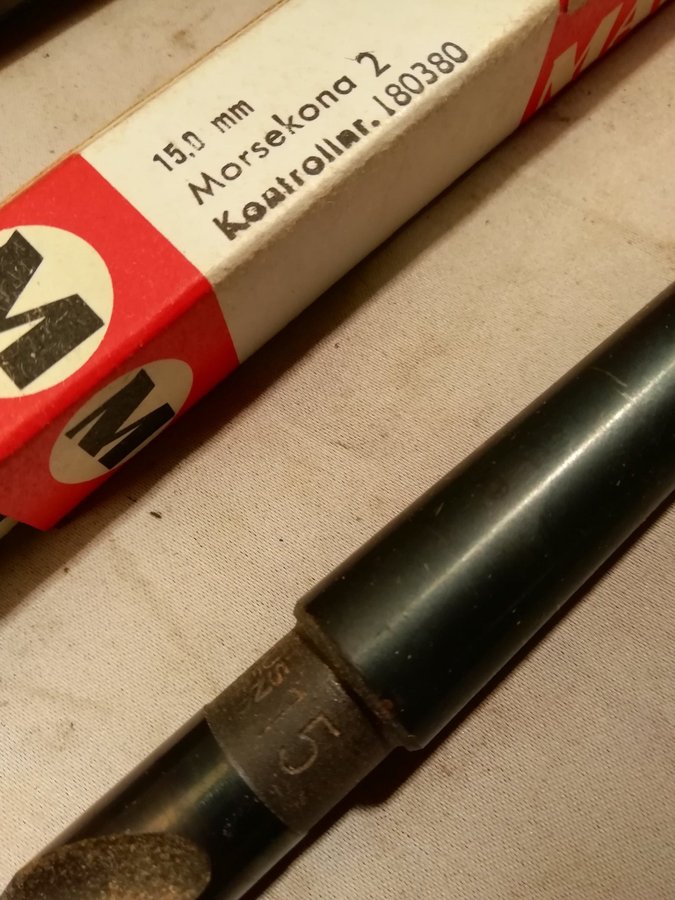 15,0 mm
Morsekona 2
Kontrollnr. 180380
M
M
15